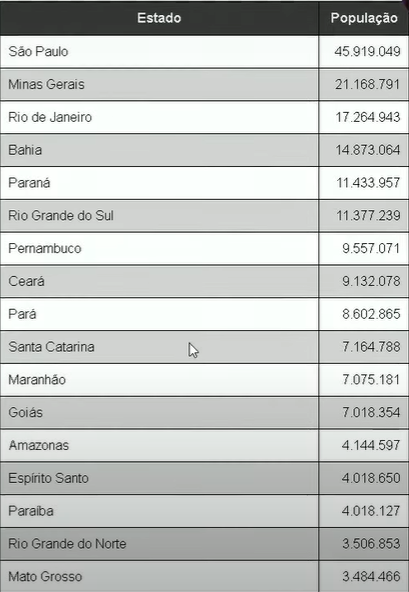 Estado População
São Paulo 45.919.049
Minas Gerais 21.168.791
Rio de Janeiro 17.264.943
Bahia 14.873.064
Paraná 11.433.957
Rio Grande do Sul 11.377.239
Pernambuco 9.557.071
Ceará 9.132.078
Pará 8.602.865
Santa Catarina 7.164.788
Maranhão 7.075.181
Goiás 7.018.354
Amazonas 4.144.597
Espírito Santo 4.018.650
Paraíba 4.018.127
Rio Grande do Norte 3.506.853
Mato Grosso 3.484.466